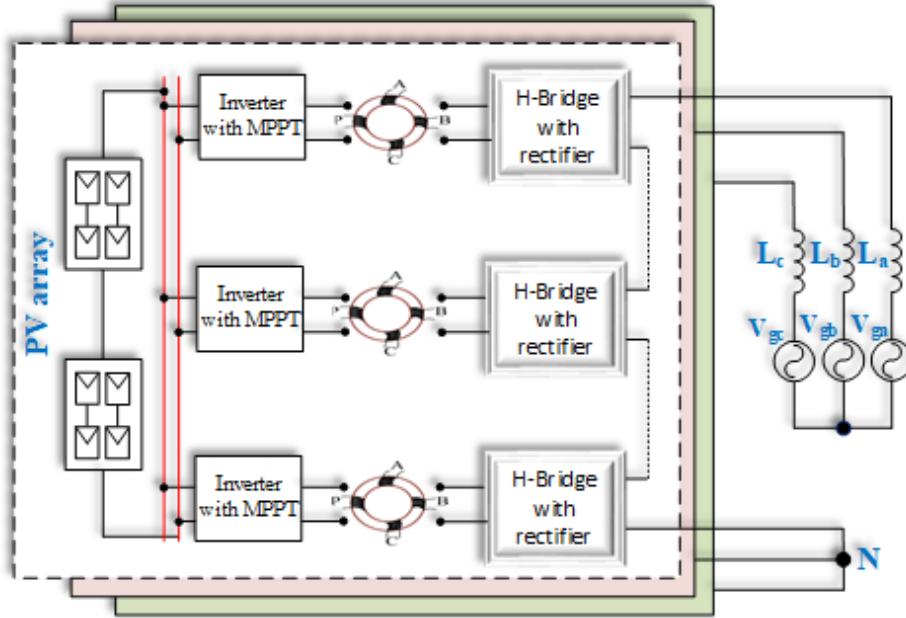 PV array
Inverter
with MPPT
A
P
B
C
H-Bridge
with
rectifier
Inverter
with MPPT
A
P
B
C
H-Bridge
with
rectifier
Inverter
with MPPT
A
P
B
C
H-Bridge
with
rectifier
Lc Lb La
Vgc Vgb Vga
N